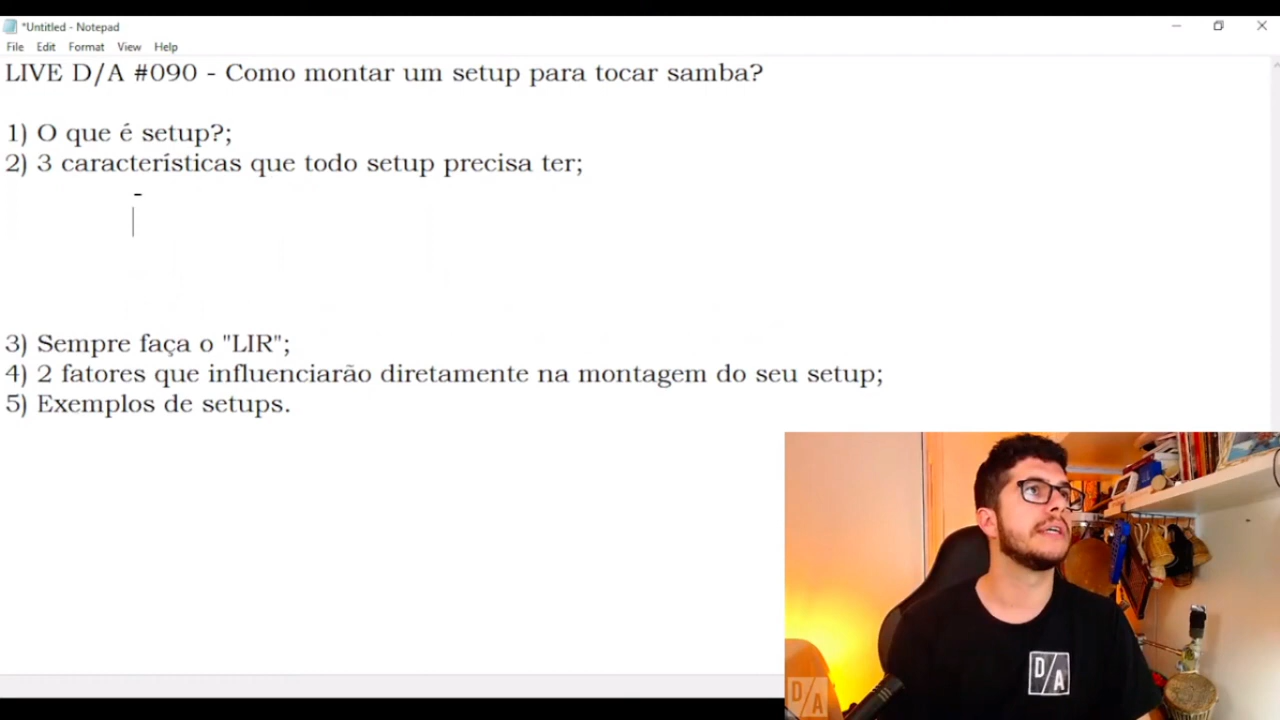 *Untitled - Notepad
File Edit Format View Help
LIVE D/A #090 - Como montar um setup para tocar samba?
1) O que é setup?;
2) 3 características que todo setup precisa ter;
-
3) Sempre faça o "LIR";
4) 2 fatores que influenciarão diretamente na montagem do seu setup;
5) Exemplos de setups.
D/A
D/A